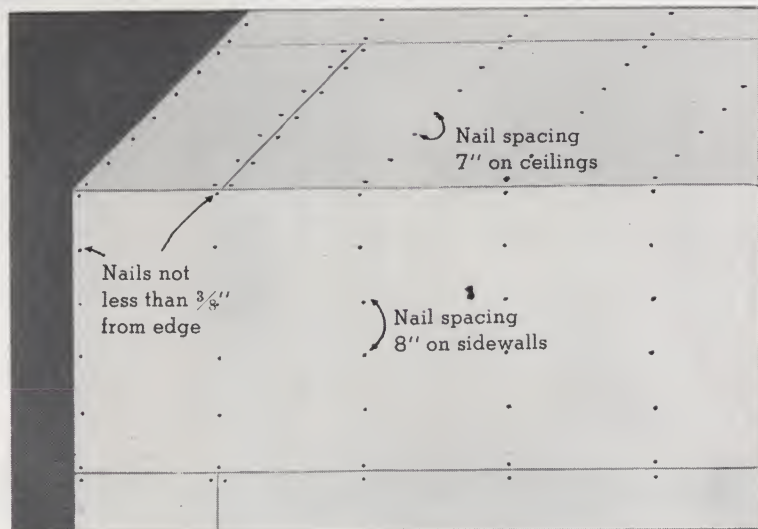 Nail spacing
7″ on ceilings
Nails not
less than 3/8″
from edge
Nail spacing
8″ on sidewalls